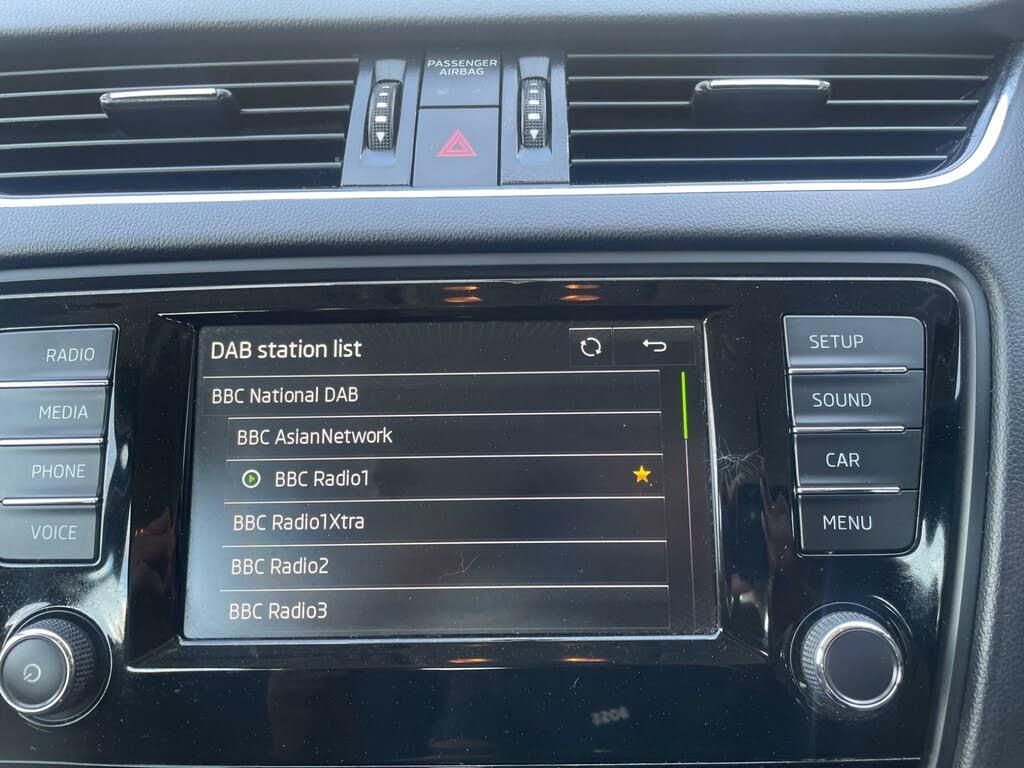 PASSENGER
AIRBAG
DAB station list
BBC National DAB
BBC AsianNetwork
BBC Radio1
BBC Radio1Xtra
BBC Radio2
BBC Radio3
RADIO
MEDIA
PHONE
VOICE
SETUP
SOUND
CAR
MENU